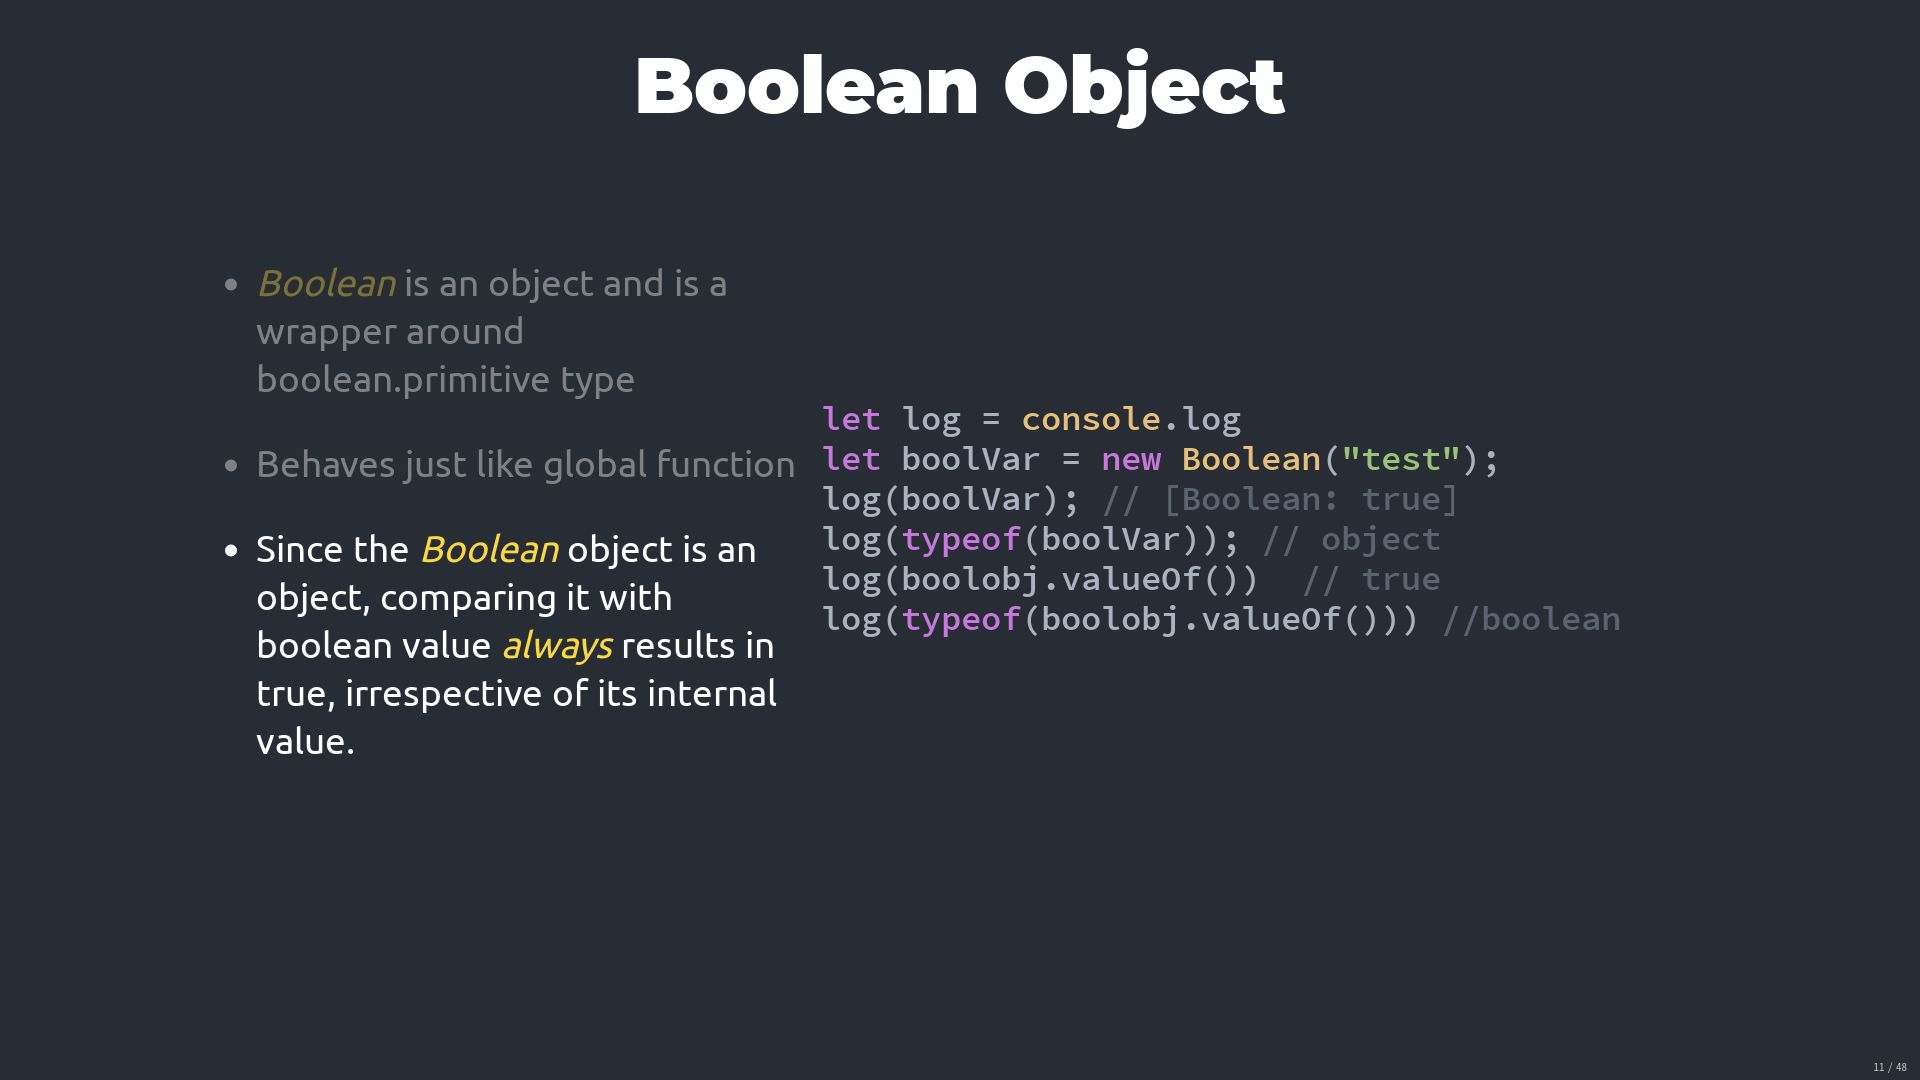 Boolean Object
• Boolean is an object and is a
wrapper around
boolean.primitive type
• Behaves just like global function
• Since the Boolean object is an
object, comparing it with
boolean value always results in
true, irrespective of its internal
value.
let log = console.log
let boolVar = new Boolean("test");
log(boolVar); // [Boolean: true]
log(typeof(boolVar)); // object
log(boolobj.valueOf())  // true
log(typeof(boolobj.valueOf())) //boolean
11 / 48